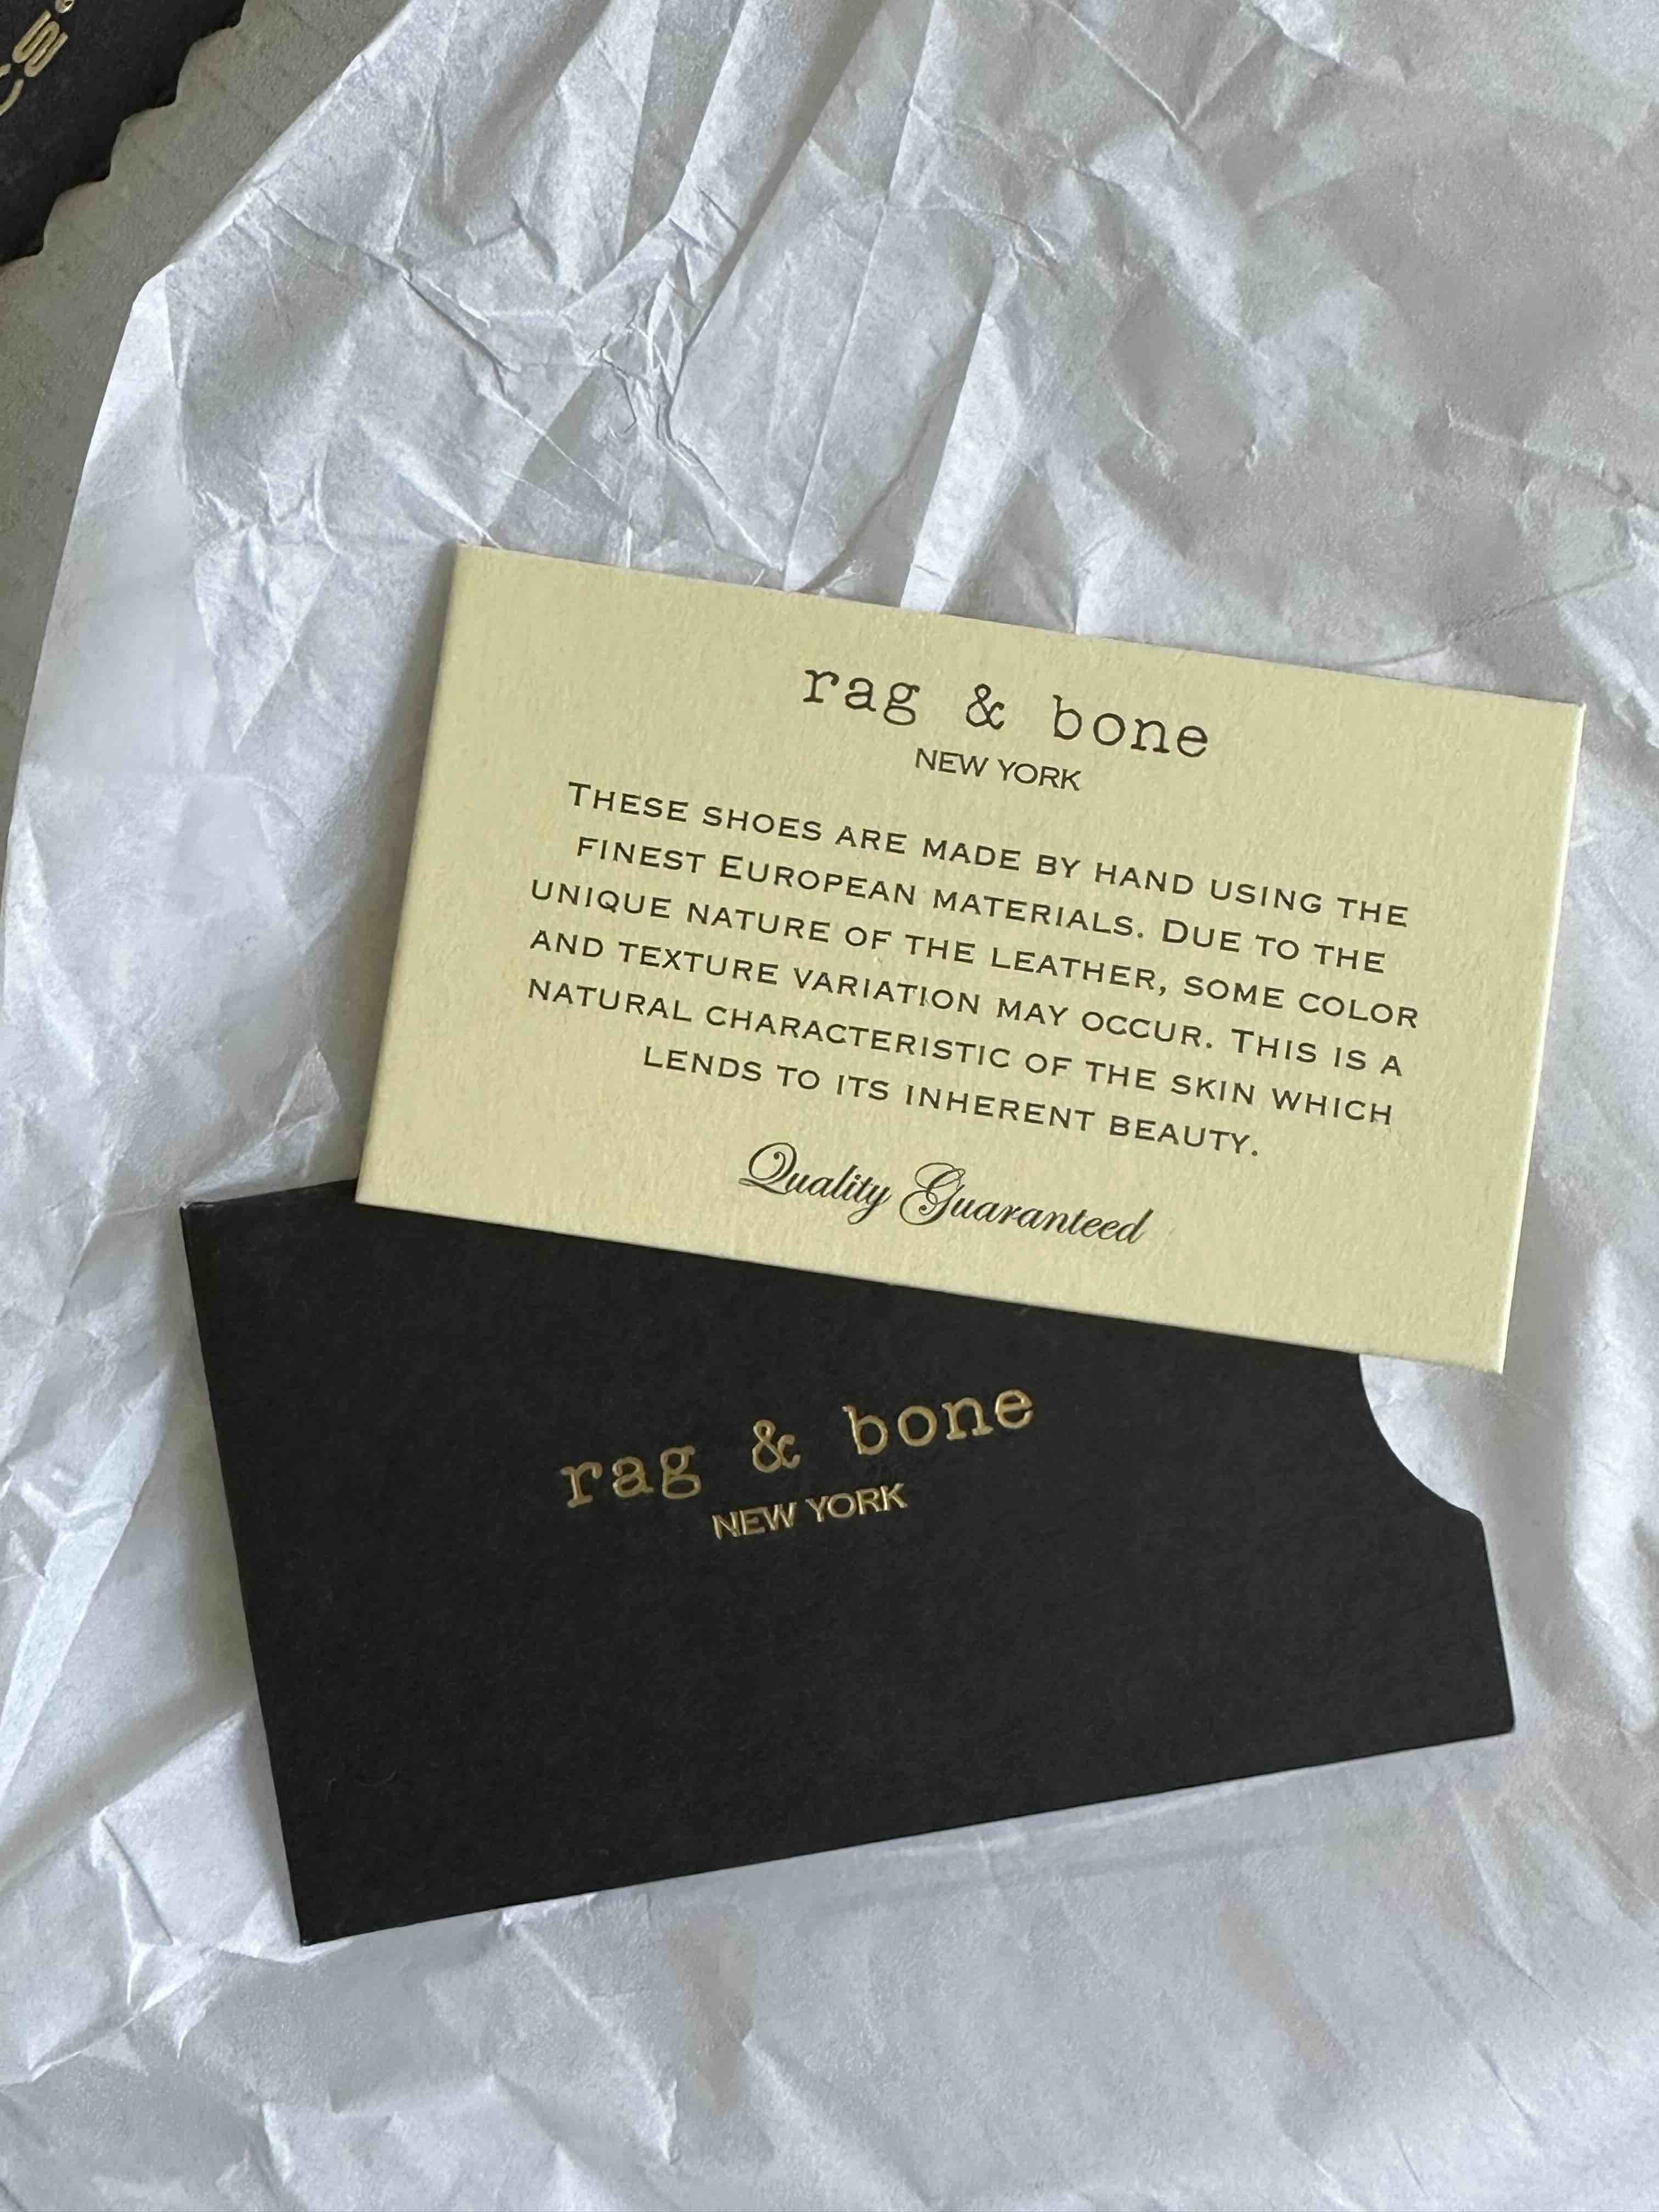 rag & bone
NEW YORK
THESE SHOES ARE MADE BY HAND USING THE
FINEST EUROPEAN MATERIALS. DUE TO THE
UNIQUE NATURE OF THE LEATHER, SOME COLOR
AND TEXTURE VARIATION MAY OCCUR. THIS IS A
NATURAL CHARACTERISTIC OF THE SKIN WHICH
LENDS TO ITS INHERENT BEAUTY.
Quality Guaranteed
rag & bone
NEW YORK